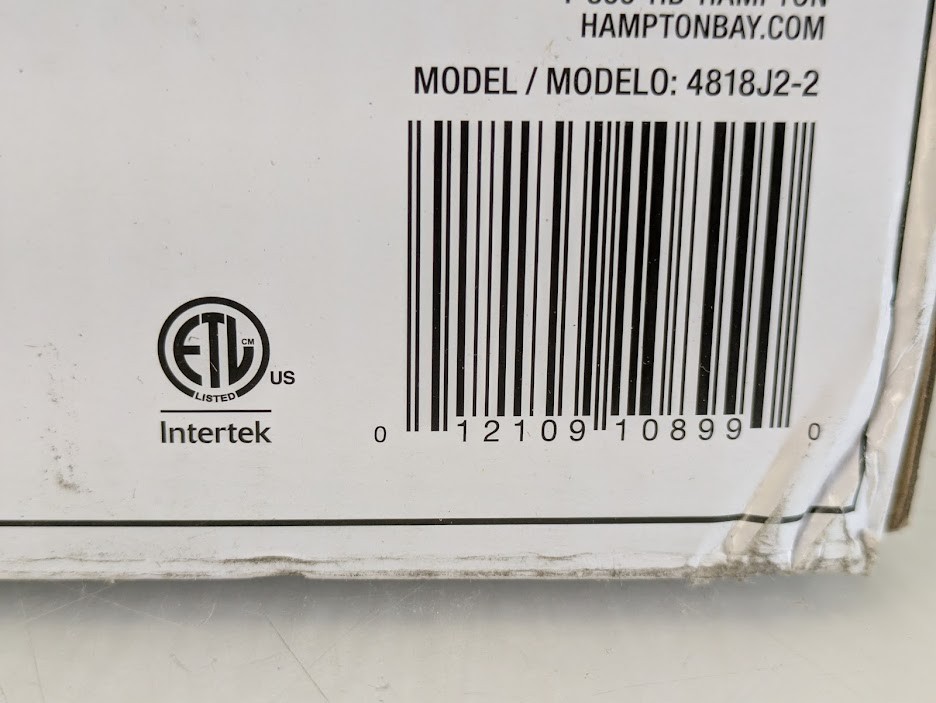 HAMPTONBAY.COM
MODEL / MODELO: 4818J2-2
ETL CM
LISTED
US
Intertek
0 12109 10899 0